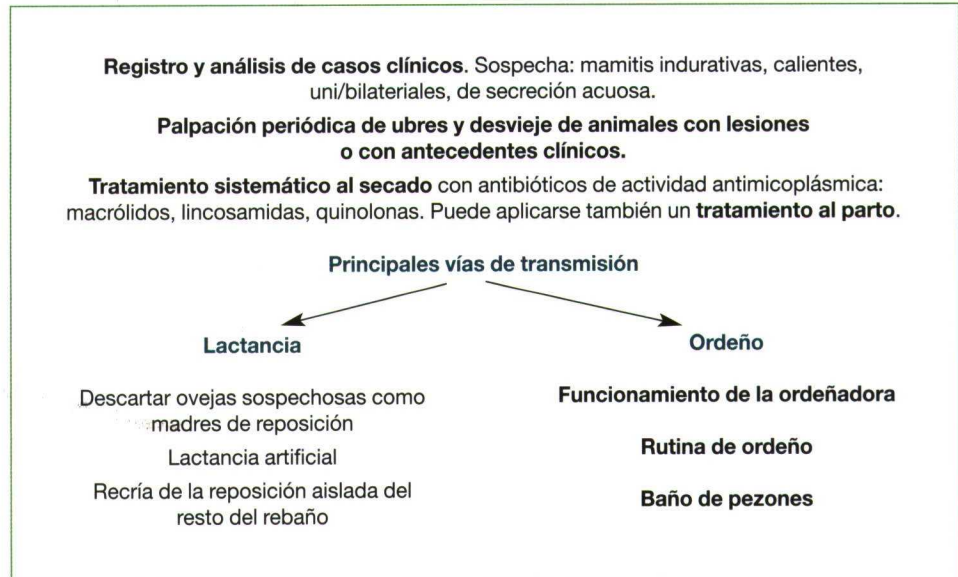 Registro y análisis de casos clínicos. Sospecha: mamitis indurativas, calientes,
uni/bilateriales, de secreción acuosa.
Palpación periódica de ubres y desvieje de animales con lesiones
o con antecedentes clínicos.
Tratamiento sistemático al secado con antibióticos de actividad antimicoplásmica:
macrólidos, lincosamidas, quinolonas. Puede aplicarse también un tratamiento al parto.
Principales vías de transmisión
Lactancia
Descartar ovejas sospechosas como
madres de reposición
Lactancia artificial
Recría de la reposición aislada del
resto del rebaño
Ordeño
Funcionamiento de la ordeñadora
Rutina de ordeño
Baño de pezones